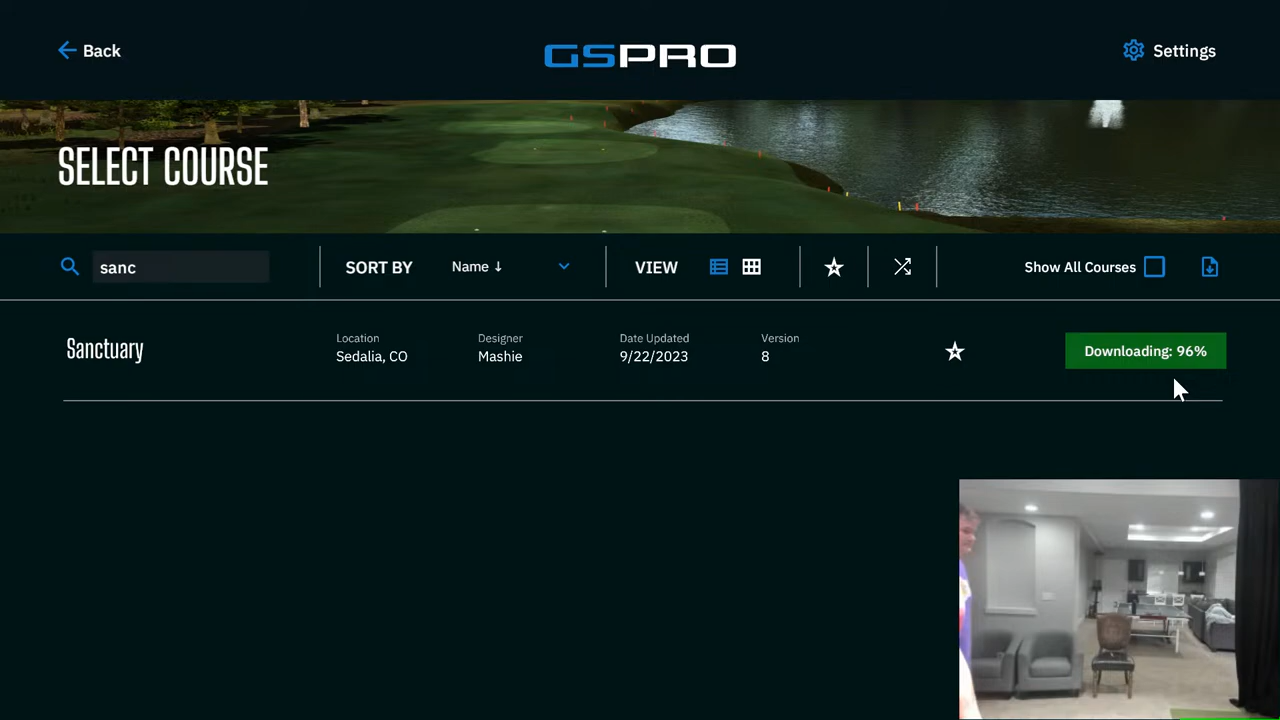 Back
GSPRO
Settings
SELECT COURSE
sanc
SORT BY
Name ↓
VIEW
Show All Courses
Sanctuary
Location
Sedalia, CO
Designer
Mashie
Date Updated
9/22/2023
Version
8
Downloading: 96%